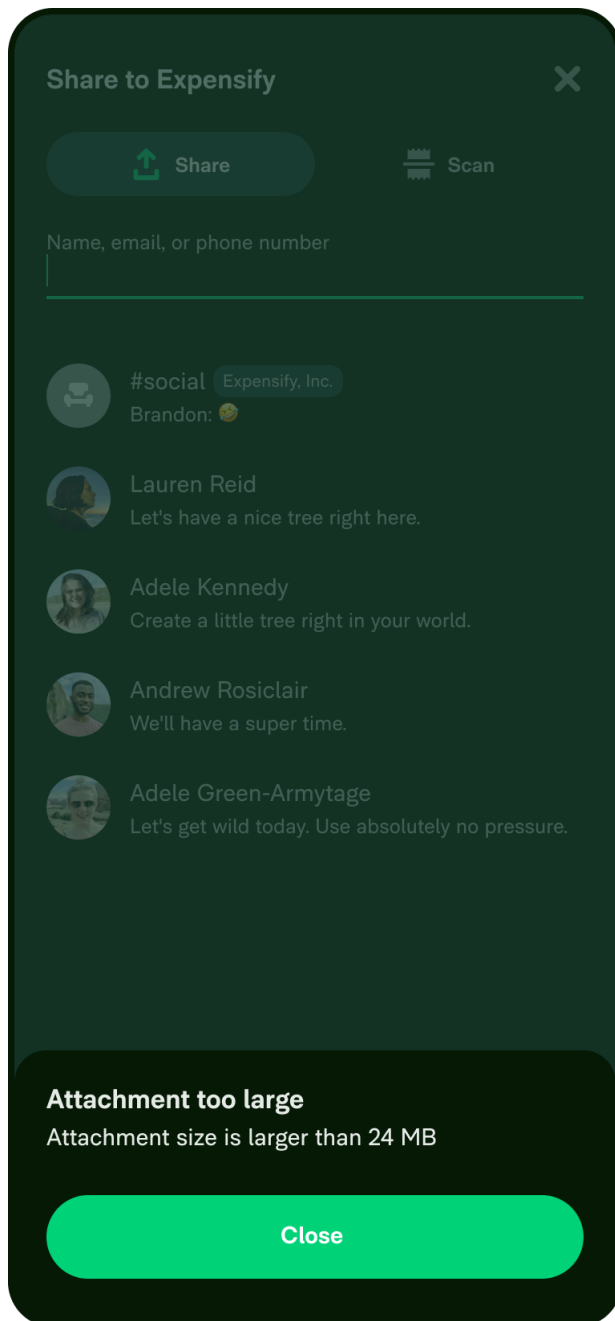 Share to Expensify
Share
Scan
Name, email, or phone number
#social Expensify, Inc.
Brandon: 🤣
Lauren Reid
Let's have a nice tree right here.
Adele Kennedy
Create a little tree right in your world.
Andrew Rosiclair
We'll have a super time.
Adele Green-Armytage
Let's get wild today. Use absolutely no pressure.
Attachment too large
Attachment size is larger than 24 MB
Close